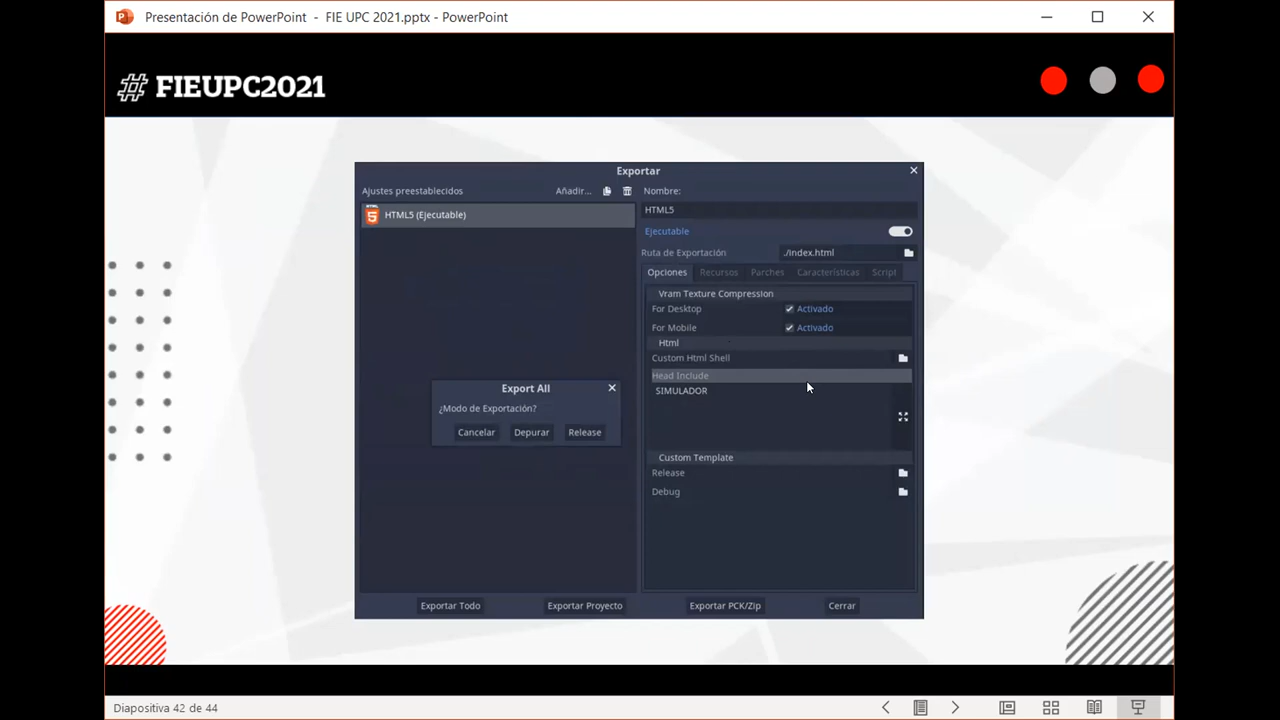 Presentación de PowerPoint - FIE UPC 2021.pptx - PowerPoint
# FIEUPC2021
Exportar
Ajustes preestablecidos
Añadir...
Nombre:
HTML5 (Ejecutable)
HTML5
Ejecutable
Ruta de Exportación
./index.html
Opciones
Recursos
Parches
Características
Script
Vram Texture Compression
For Desktop
Activado
For Mobile
Activado
Html
Custom Html Shell
Head Include
SIMULADOR
Export All
¿Modo de Exportación?
Cancelar
Depurar
Release
Custom Template
Release
Debug
Exportar Todo
Exportar Proyecto
Exportar PCK/Zip
Cerrar
Diapositiva 42 de 44